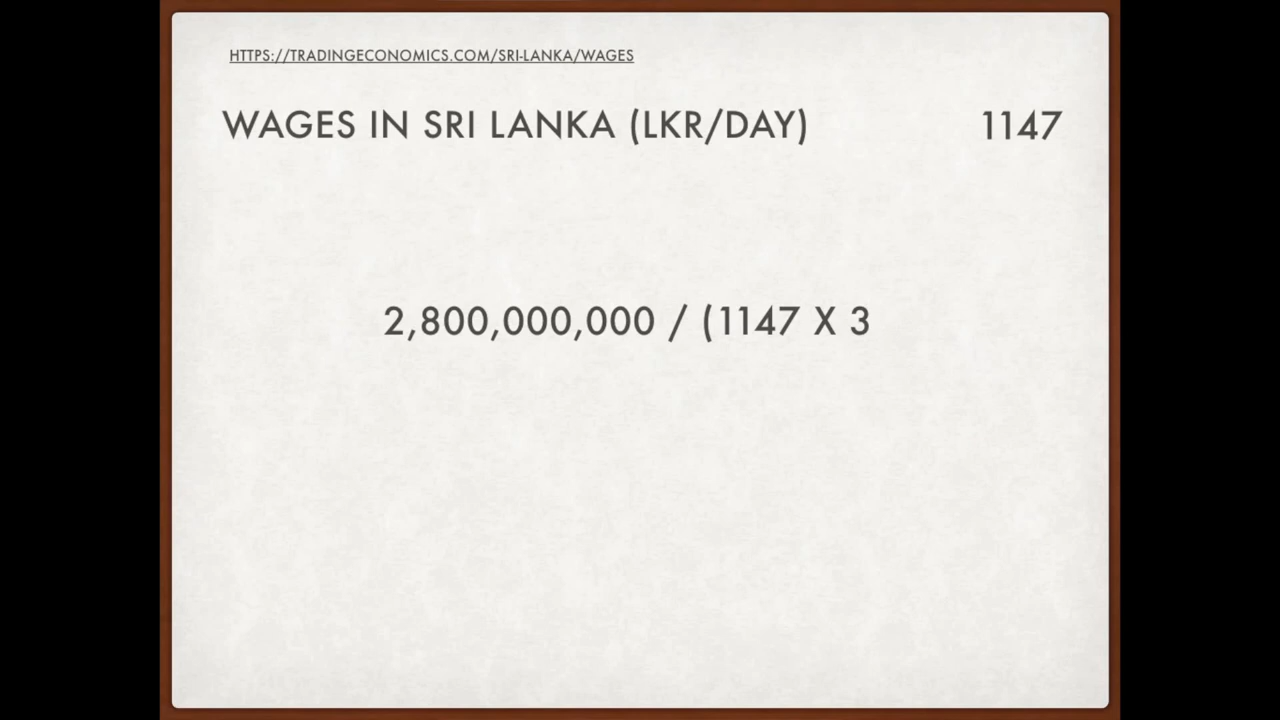 HTTPS://TRADINGECONOMICS.COM/SRI-LANKA/WAGES
WAGES IN SRI LANKA (LKR/DAY) 1147
2,800,000,000 / (1147 X 3